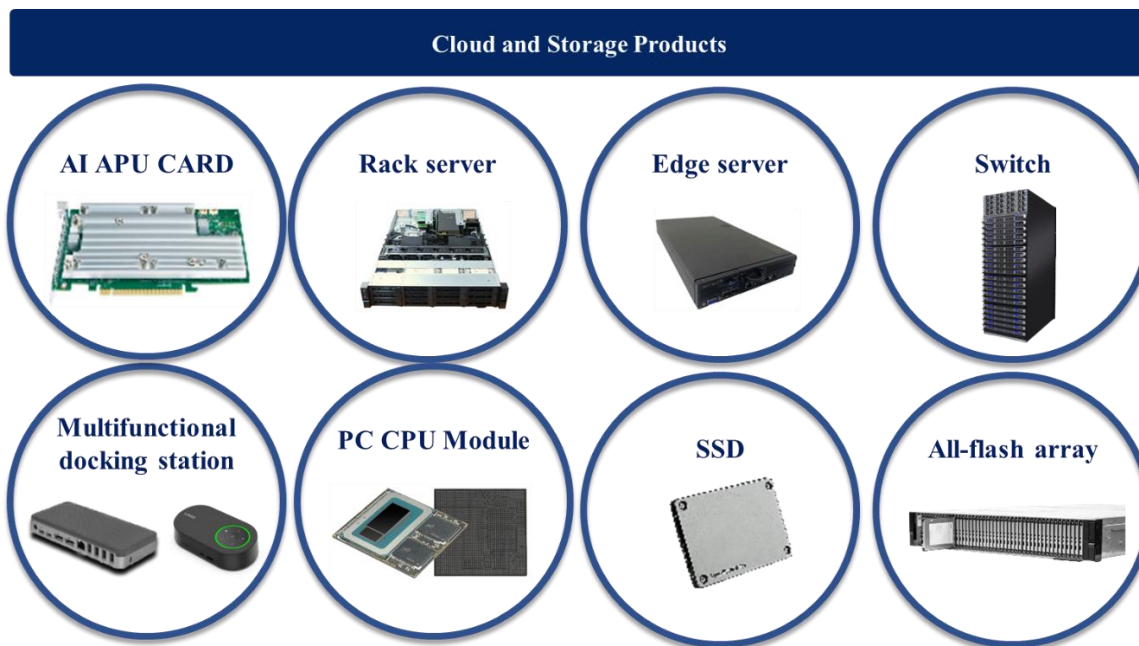 Cloud and Storage Products
AI APU CARD
Rack server
Edge server
Switch
Multifunctional
docking station
PC CPU Module
SSD
All-flash array